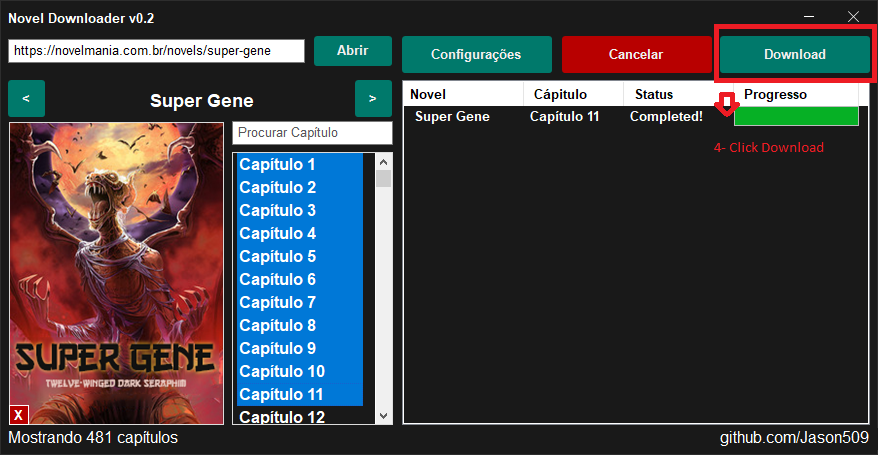 Novel Downloader v0.2
https://novelmania.com.br/novels/super-gene
Abrir
Configurações
Cancelar
Download
<
Super Gene
>
Procurar Capítulo
Capítulo 1
Capítulo 2
Capítulo 3
Capítulo 4
Capítulo 5
Capítulo 6
Capítulo 7
Capítulo 8
Capítulo 9
Capítulo 10
Capítulo 11
Capítulo 12
SUPER GENE
TWELVE-WINGED DARK SERAPHIM
X
Novel Cápitulo Status Progresso
Super Gene Capítulo 11 Completed!
4- Click Download
Mostrando 481 capítulos
github.com/Jason509